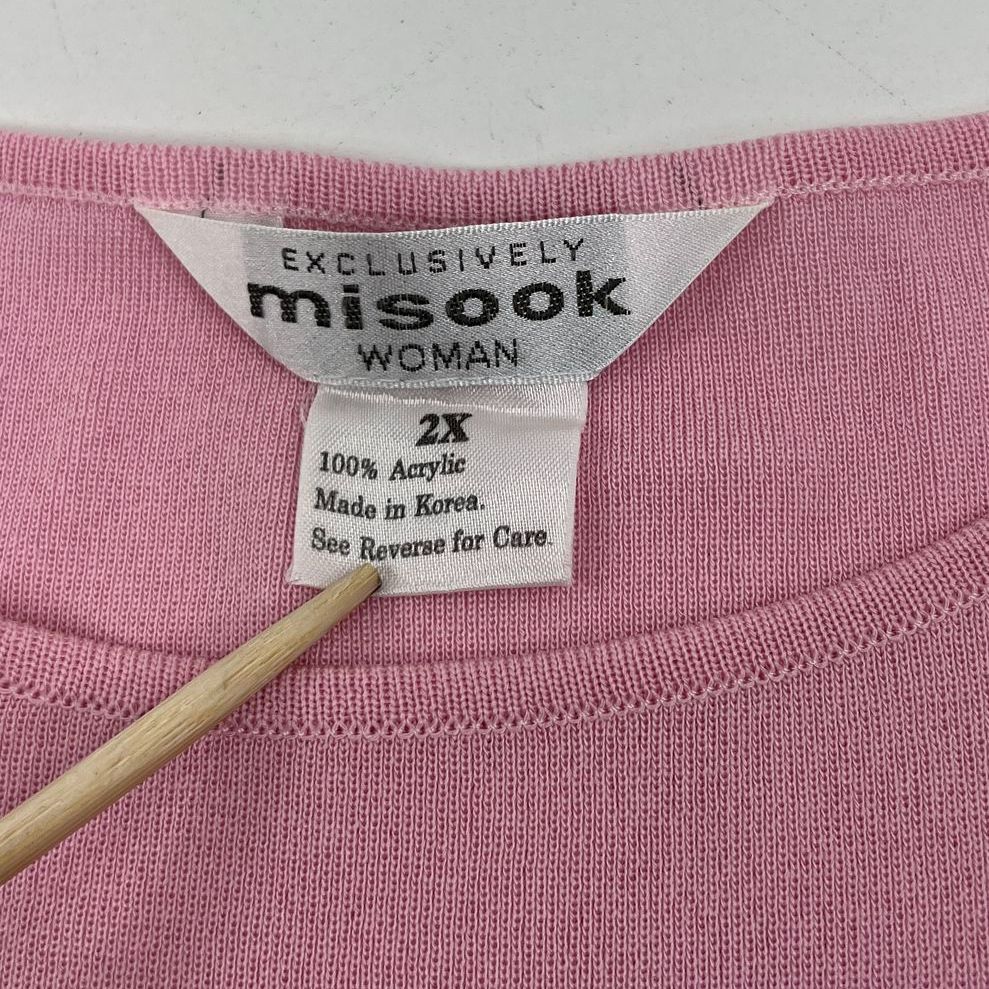 EXCLUSIVELY
misook
WOMAN
2X
100% Acrylic
Made in Korea.
See Reverse for Care.